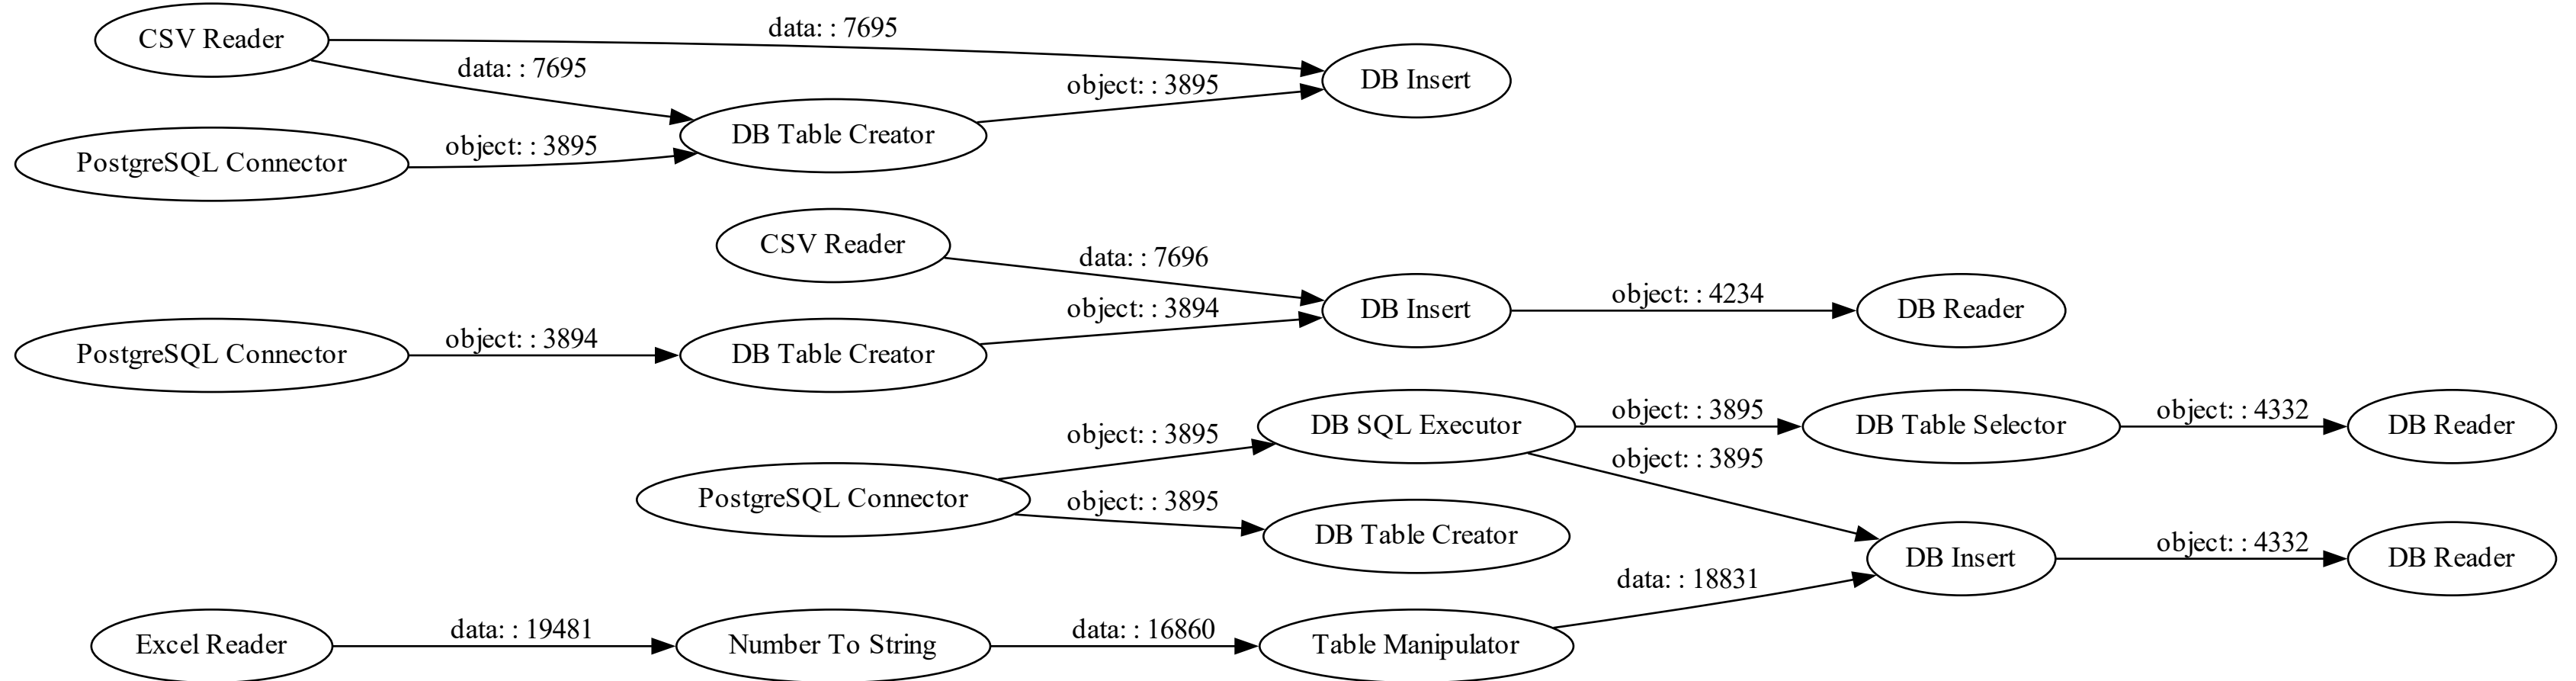 CSV Reader
data: : 7695
data: : 7695
DB Insert
object: : 3895
DB Table Creator
PostgreSQL Connector
object: : 3895
CSV Reader
data: : 7696
DB Insert
object: : 4234
DB Reader
PostgreSQL Connector
object: : 3894
DB Table Creator
object: : 3894
DB SQL Executor
object: : 3895
DB Table Selector
object: : 4332
DB Reader
object: : 3895
object: : 3895
PostgreSQL Connector
object: : 3895
DB Table Creator
DB Insert
object: : 4332
DB Reader
data: : 18831
Excel Reader
data: : 19481
Number To String
data: : 16860
Table Manipulator